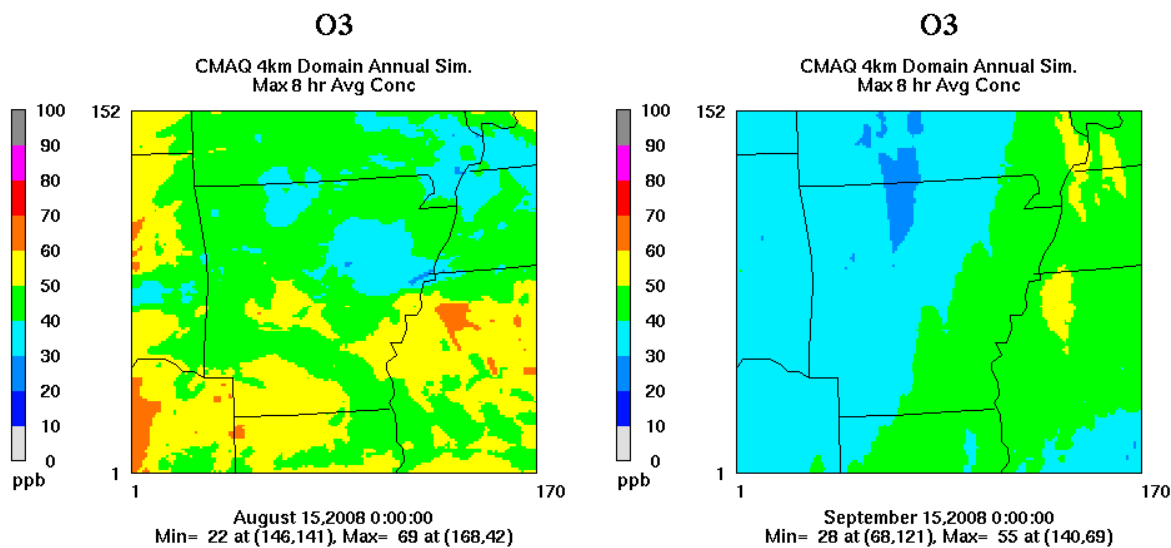 O3
CMAQ 4km Domain Annual Sim.
Max 8 hr Avg Conc
100
90
80
70
60
50
40
30
20
10
0
ppb
152
1
1
170
August 15,2008 0:00:00
Min= 22 at (146,141), Max= 69 at (168,42)
O3
CMAQ 4km Domain Annual Sim.
Max 8 hr Avg Conc
100
90
80
70
60
50
40
30
20
10
0
ppb
152
1
1
170
September 15,2008 0:00:00
Min= 28 at (68,121), Max= 55 at (140,69)